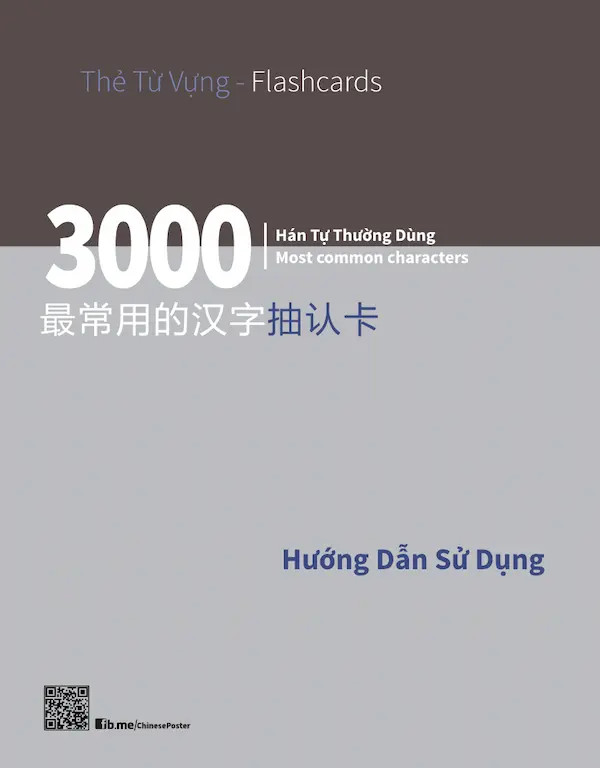 Thẻ Từ Vựng - Flashcards
3000
Hán Tự Thường Dùng
Most common characters
最常用的汉字抽认卡
Hướng Dẫn Sử Dụng
fb.me/ChinesePoster